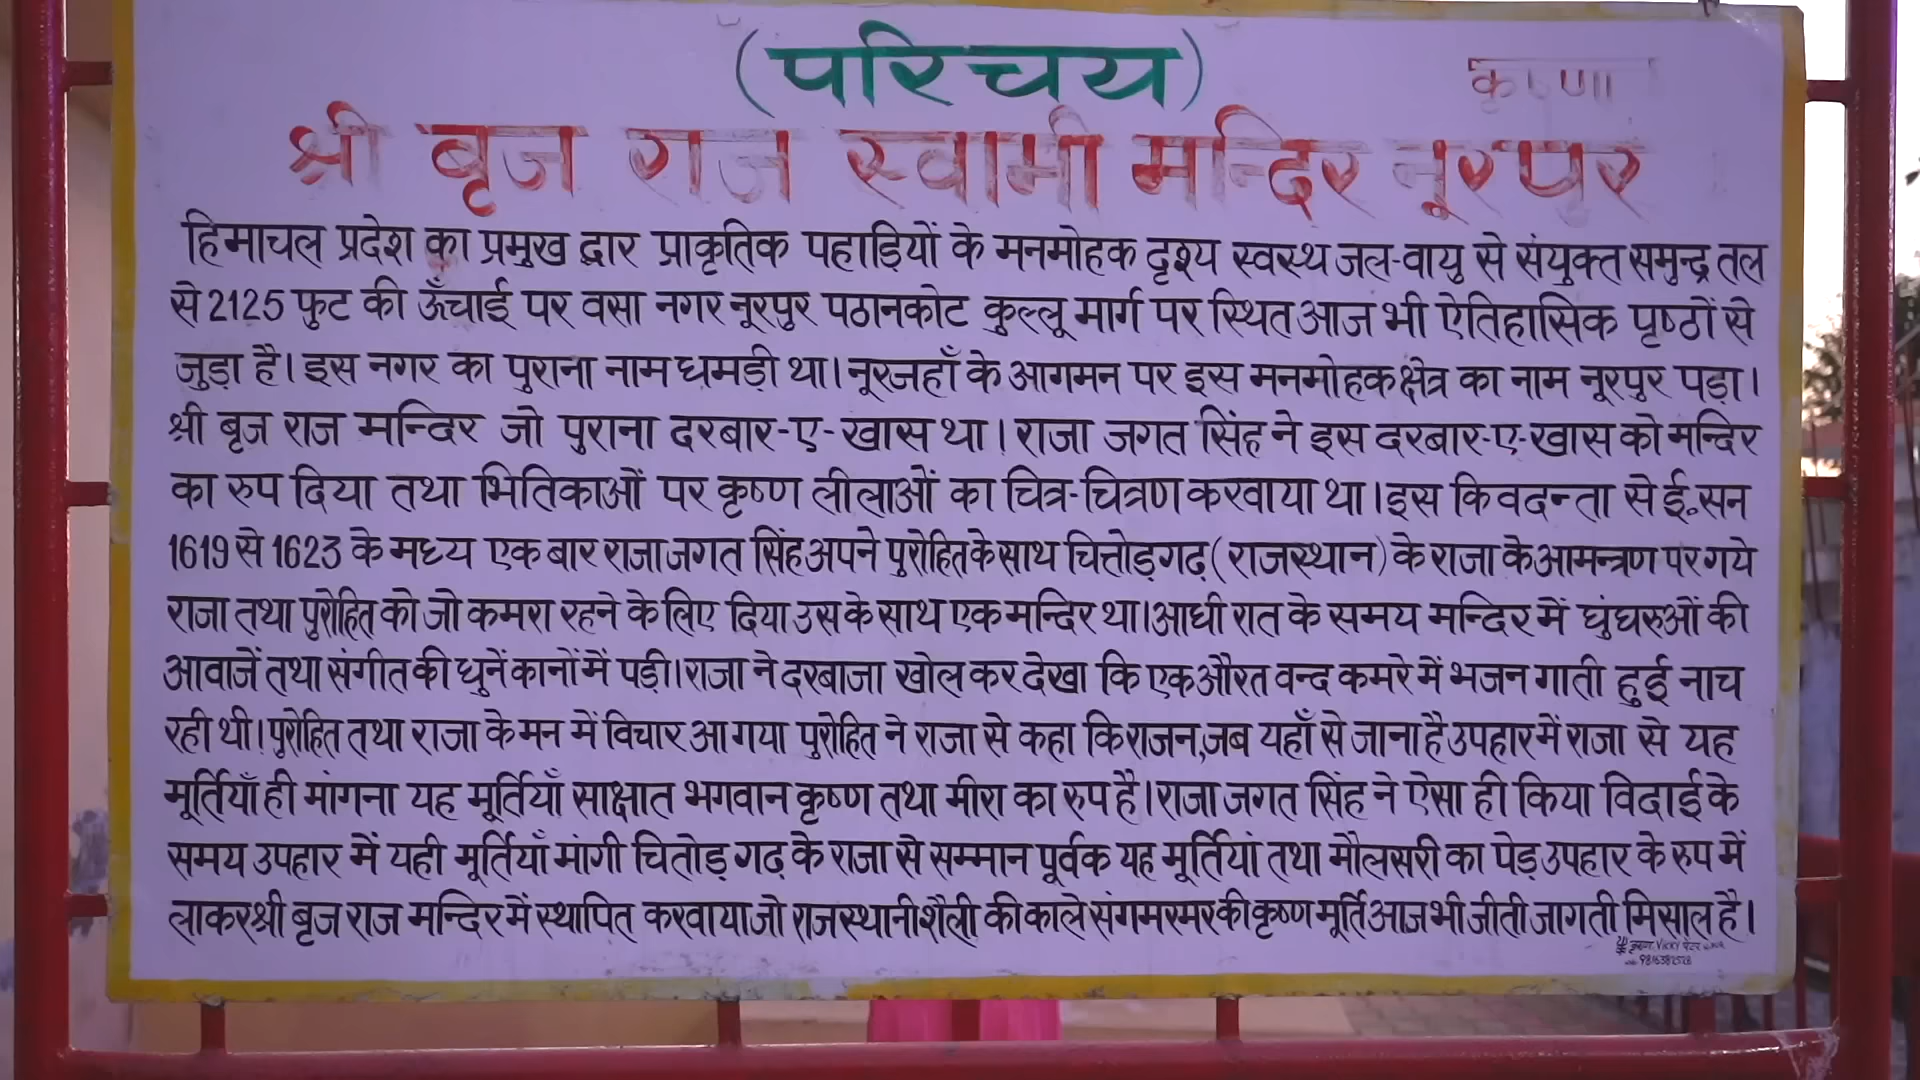 (परिचय)
कृष्णा
श्री बृज राज स्वामी मन्दिर नूरपुर
हिमाचल प्रदेश का प्रमुख द्वार प्राकृतिक पहाड़ियों के मनमोहक दृश्य स्वस्थ जल-वायु से संयुक्त समुन्द्र तल
से 2125 फुट की ऊँचाई पर वसा नगर नूरपुर पठानकोट कुल्लू मार्ग पर स्थित आज भी ऐतिहासिक पृष्ठों से
जुड़ा है। इस नगर का पुराना नाम घमड़ी था। नूरजहाँ के आगमन पर इस मनमोहक क्षेत्र का नाम नूरपुर पड़ा।
श्री बृज राज मन्दिर जो पुराना दरबार-ए-खास था। राजा जगत सिंह ने इस दरबार-ए-खास को मन्दिर
का रुप दिया तथा भितिकाओं पर कृष्ण लीलाओं का चित्र-चित्रण करवाया था। इस किवदन्ता से ई॰सन
1619 से 1623 के मध्य एक बार राजा जगत सिंह अपने पुरोहित के साथ चित्तोड़गढ़ (राजस्थान) के राजा के आमन्त्रण पर गये
राजा तथा पुरोहित को जो कमरा रहने के लिए दिया उस के साथ एक मन्दिर था। आधी रात के समय मन्दिर में घुंघरुओं की
आवाजें तथा संगीत की धुनें कानों में पड़ी। राजा ने दरबाजा खोल कर देखा कि एक औरत वन्द कमरे में भजन गाती हुई नाच
रही थी। पुरोहित तथा राजा के मन में विचार आ गया पुरोहित ने राजा से कहा कि राजन, जब यहाँ से जाना है उपहार में राजा से यह
मूर्तियाँ ही मांगना यह मूर्तियाँ साक्षात भगवान कृष्ण तथा मीरा का रुप है। राजा जगत सिंह ने ऐसा ही किया विदाई के
समय उपहार में यही मूर्तियाँ मांगी चितोड़ गढ़ के राजा से सम्मान पूर्वक यह मूर्तियां तथा मौलसरी का पेड़ उपहार के रुप में
लाकर श्री बृज राज मन्दिर में स्थापित करवाया जो राजस्थानी शैली की काले संगमरमर की कृष्ण मूर्ति आज भी जीती जागती मिसाल है।
कृष्णा VICKY पेंटर
9816382528